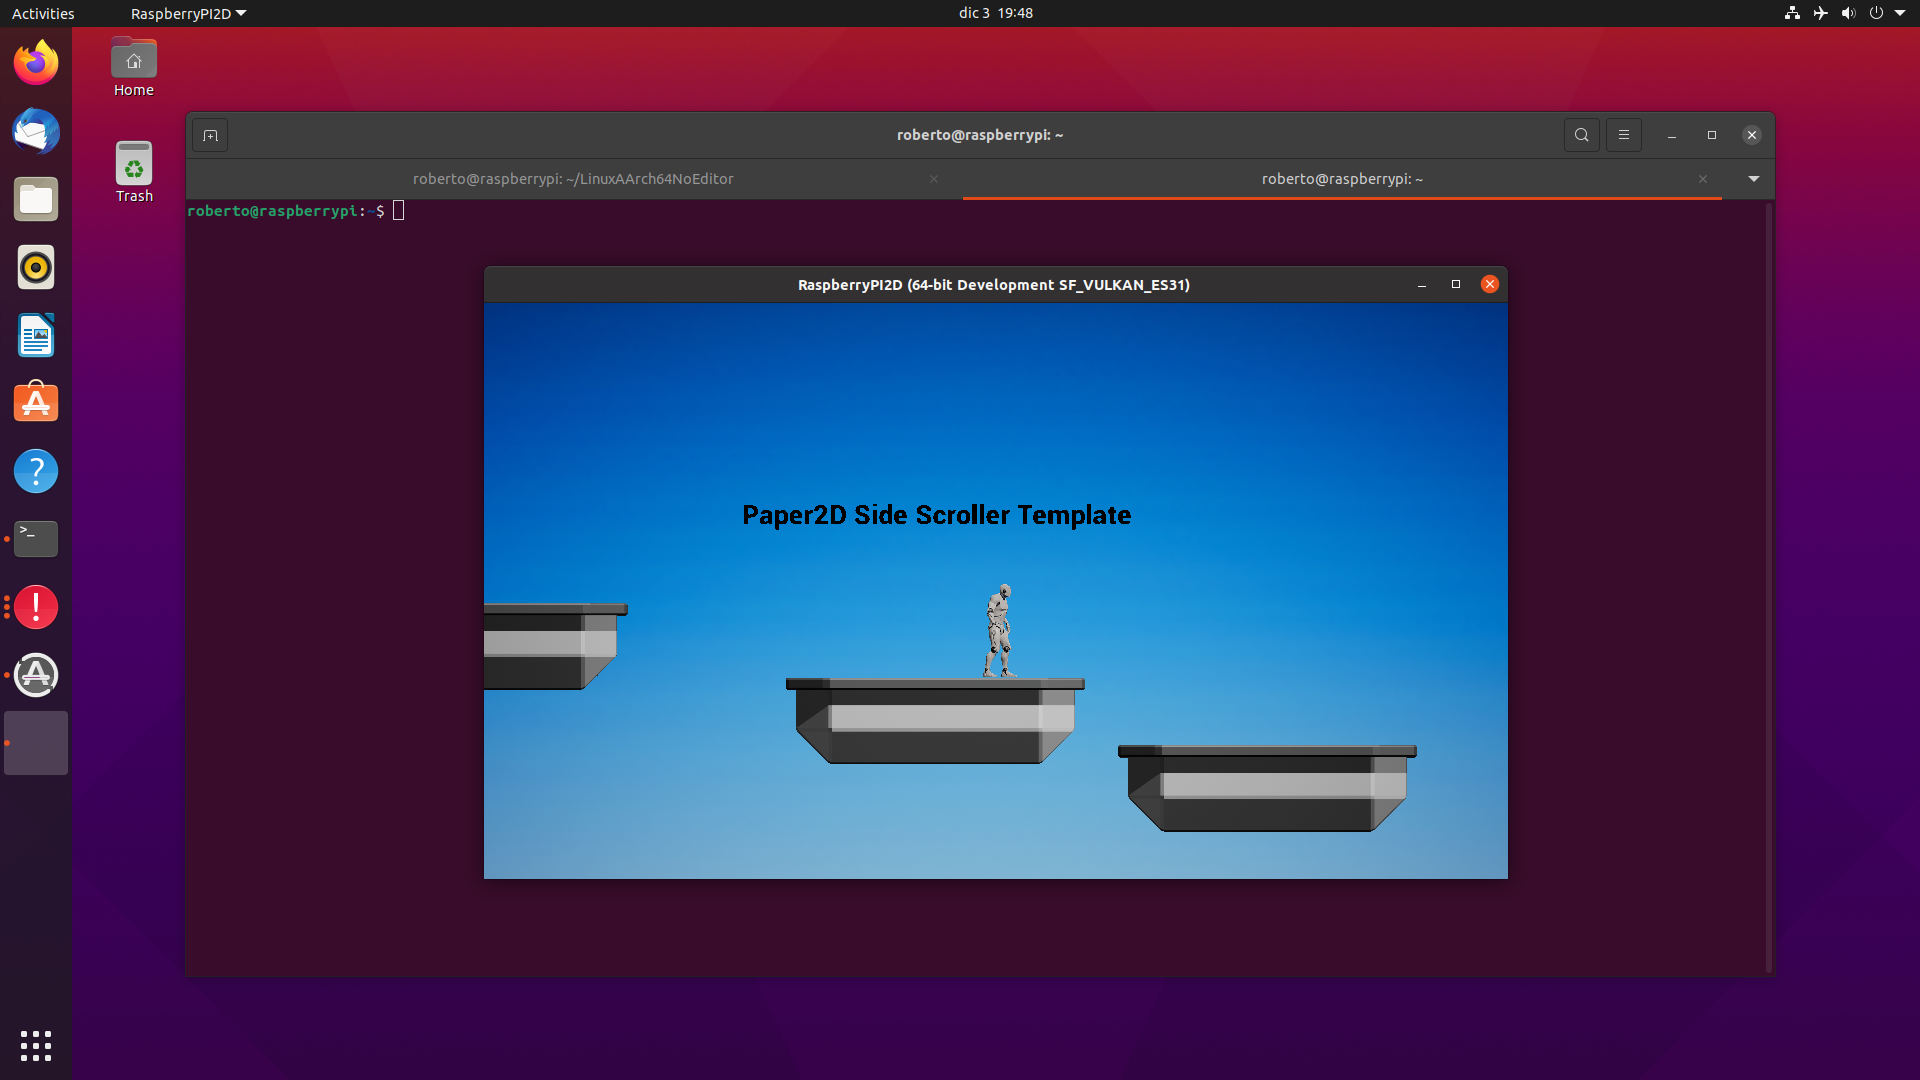 Activities
RaspberryPI2D
dic 3 19:48
Home
Trash
roberto@raspberrypi: ~
roberto@raspberrypi: ~/LinuxAArch64NoEditor
roberto@raspberrypi: ~
roberto@raspberrypi:~$
RaspberryPI2D (64-bit Development SF_VULKAN_ES31)
Paper2D Side Scroller Template